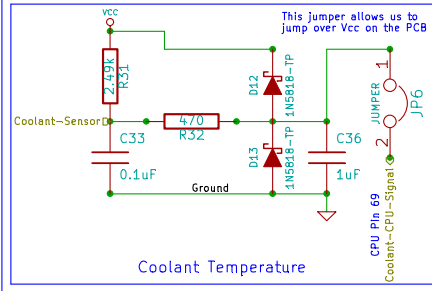 vcc
This jumper allows us to
jump over Vcc on the PCB
2.49k
R31
D12
1N5818-TP
1
JUMPER
JP6
2
Coolant-Sensor
470
R32
C33
0.1uF
D13
1N5818-TP
C36
1uF
Ground
CPU Pin 69
Coolant-CPU-Signal
Coolant Temperature